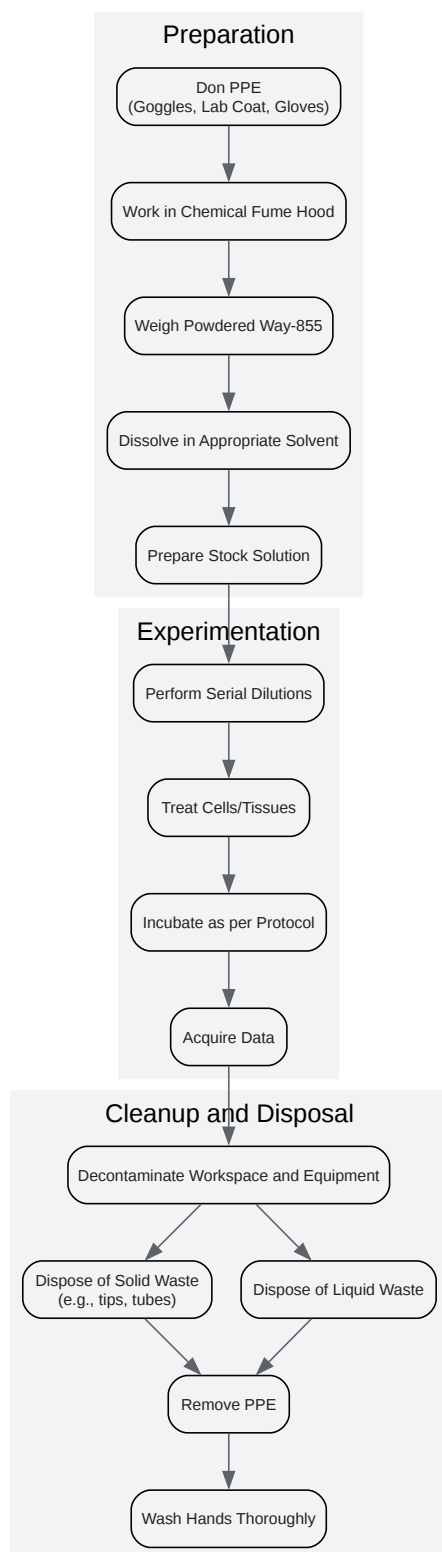 Preparation
Don PPE
(Goggles, Lab Coat, Gloves)
Work in Chemical Fume Hood
Weigh Powdered Way-855
Dissolve in Appropriate Solvent
Prepare Stock Solution
Experimentation
Perform Serial Dilutions
Treat Cells/Tissues
Incubate as per Protocol
Acquire Data
Cleanup and Disposal
Decontaminate Workspace and Equipment
Dispose of Solid Waste
(e.g., tips, tubes)
Dispose of Liquid Waste
Remove PPE
Wash Hands Thoroughly